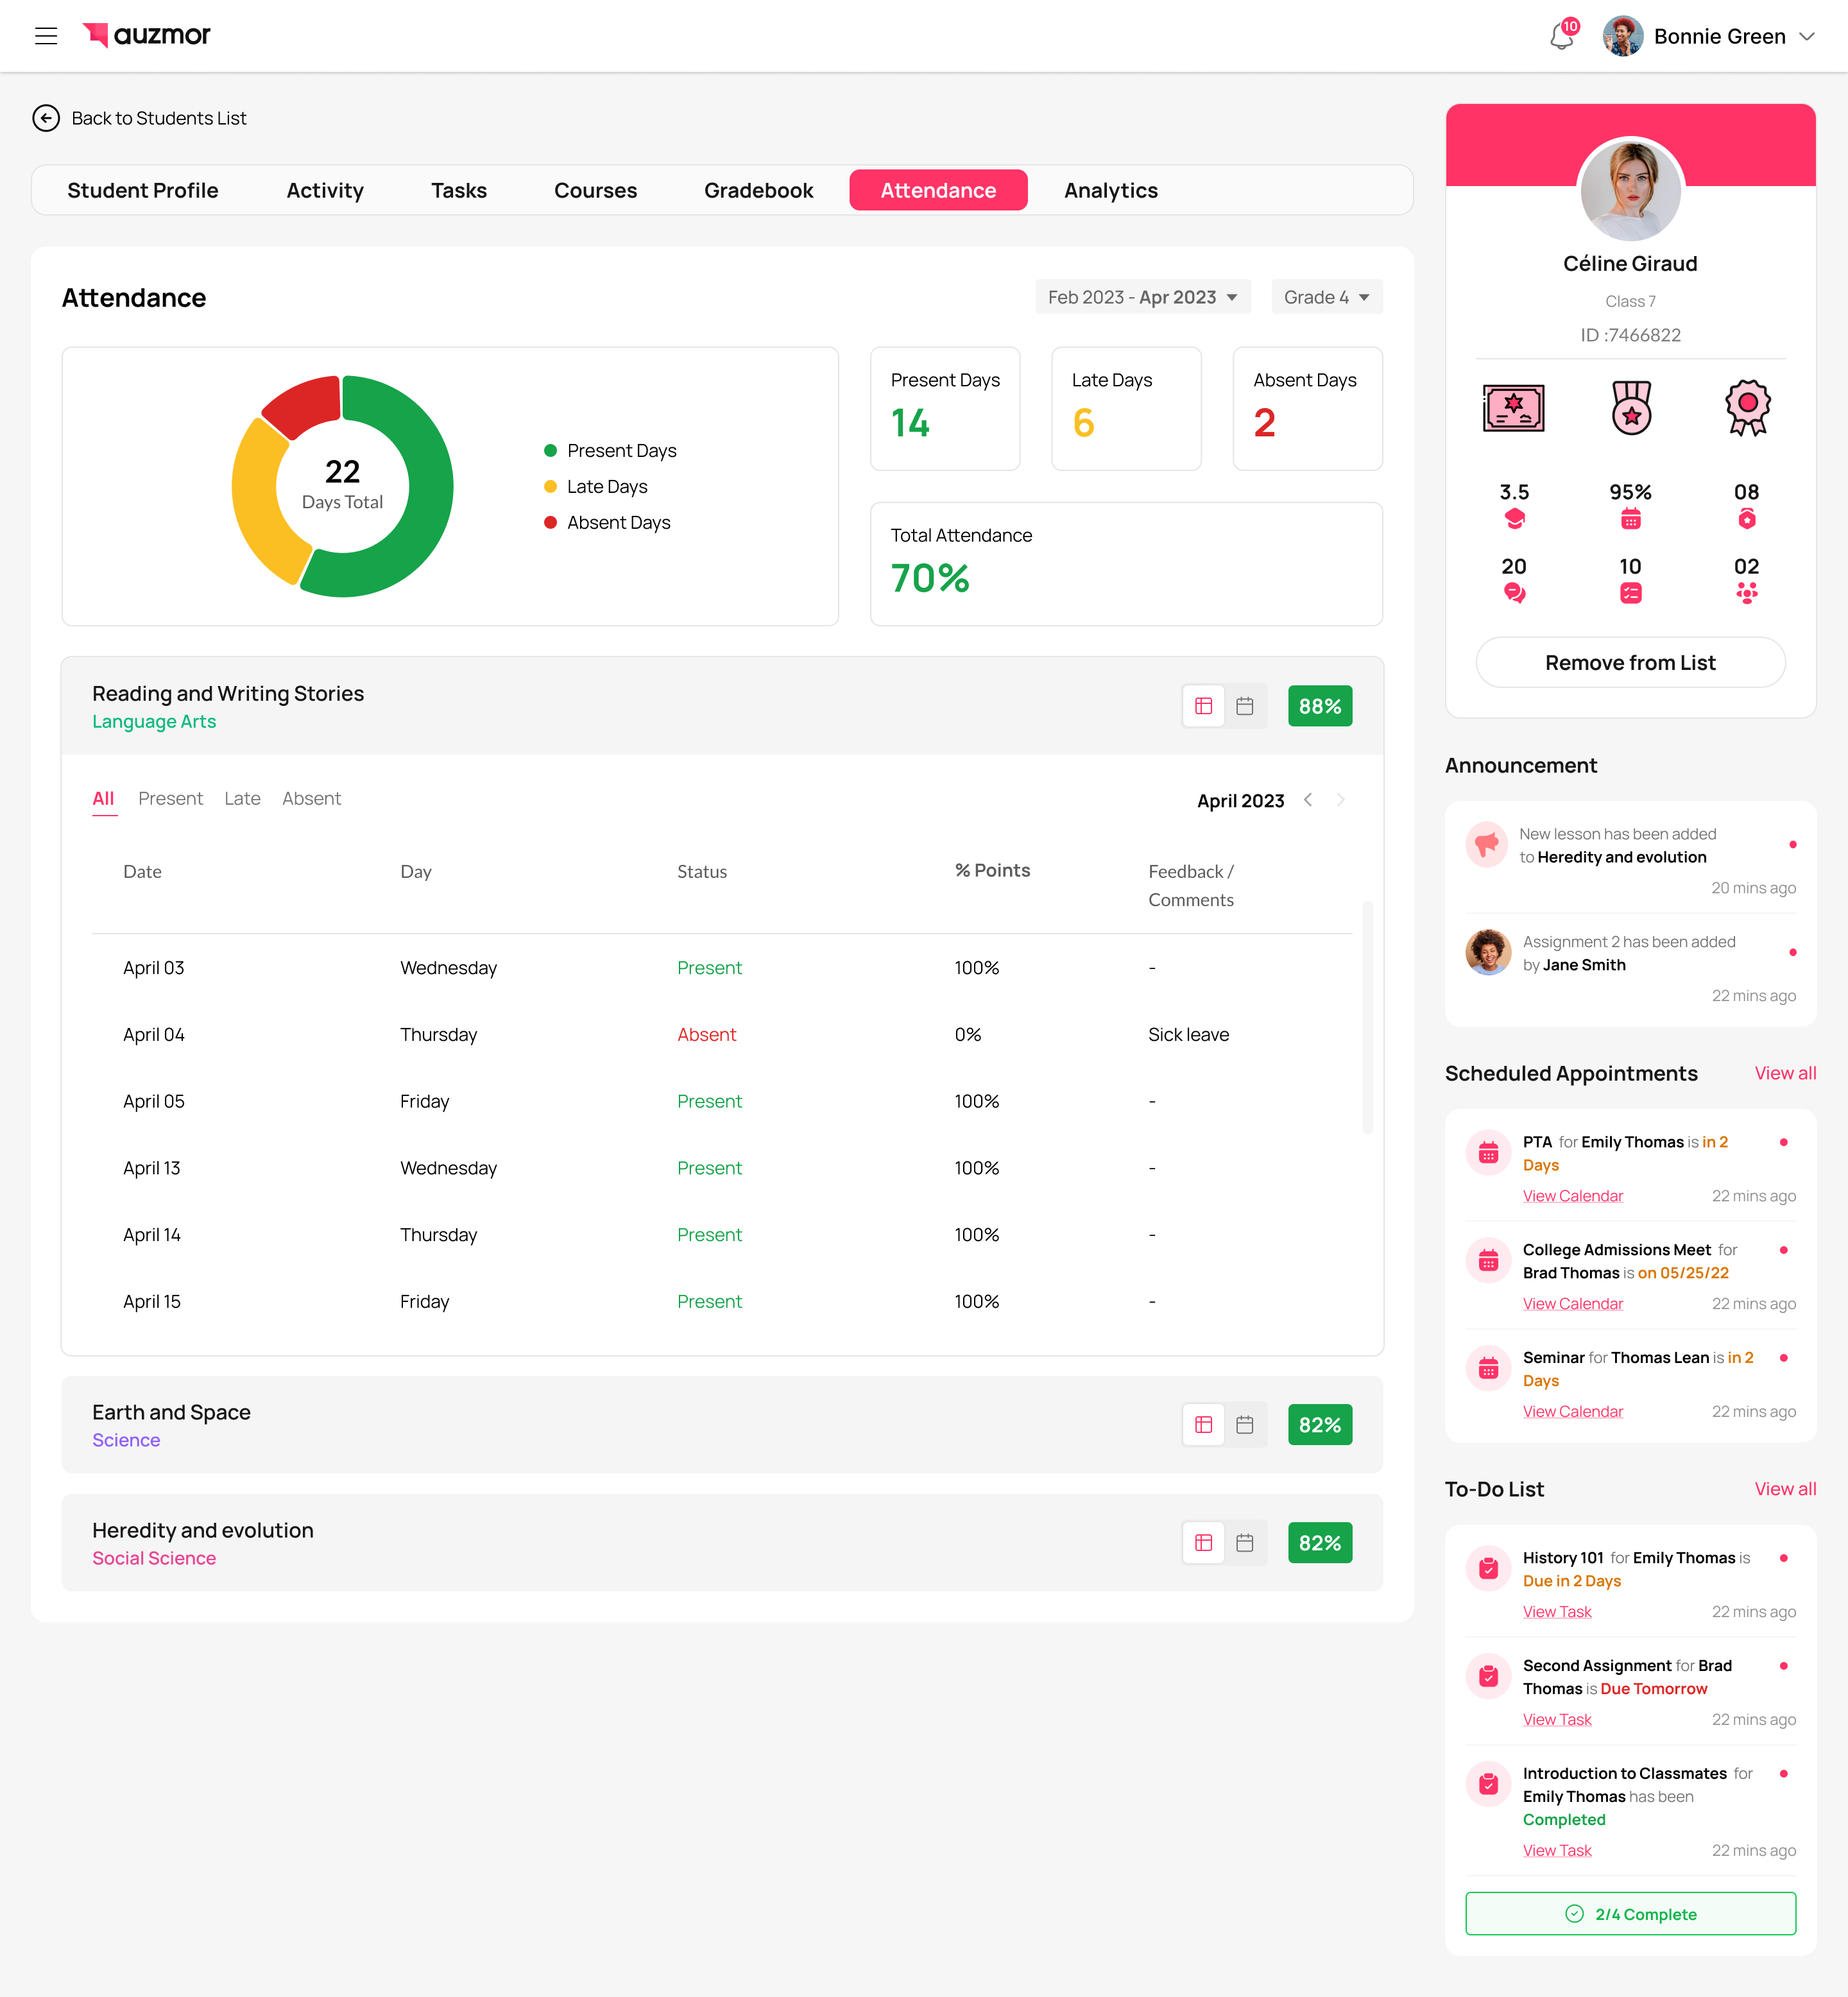 auzmor
10
Bonnie Green
Back to Students List
Student Profile
Activity
Tasks
Courses
Gradebook
Attendance
Analytics
Attendance
Feb 2023 - Apr 2023
Grade 4
22
Days Total
Present Days
Late Days
Absent Days
Present Days
14
Late Days
6
Absent Days
2
Total Attendance
70%
Reading and Writing Stories
Language Arts
88%
All
Present
Late
Absent
April 2023
Date
Day
Status
% Points
Feedback /
Comments
April 03
Wednesday
Present
100%
-
April 04
Thursday
Absent
0%
Sick leave
April 05
Friday
Present
100%
-
April 13
Wednesday
Present
100%
-
April 14
Thursday
Present
100%
-
April 15
Friday
Present
100%
-
Earth and Space
Science
82%
Heredity and evolution
Social Science
82%
Céline Giraud
Class 7
ID :7466822
3.5
95%
08
20
10
02
Remove from List
Announcement
New lesson has been added
to Heredity and evolution
20 mins ago
Assignment 2 has been added
by Jane Smith
22 mins ago
Scheduled Appointments
View all
PTA for Emily Thomas is in 2
Days
View Calendar
22 mins ago
College Admissions Meet for
Brad Thomas is on 05/25/22
View Calendar
22 mins ago
Seminar for Thomas Lean is in 2
Days
View Calendar
22 mins ago
To-Do List
View all
History 101 for Emily Thomas is
Due in 2 Days
View Task
22 mins ago
Second Assignment for Brad
Thomas is Due Tomorrow
View Task
22 mins ago
Introduction to Classmates for
Emily Thomas has been
Completed
View Task
22 mins ago
2/4 Complete